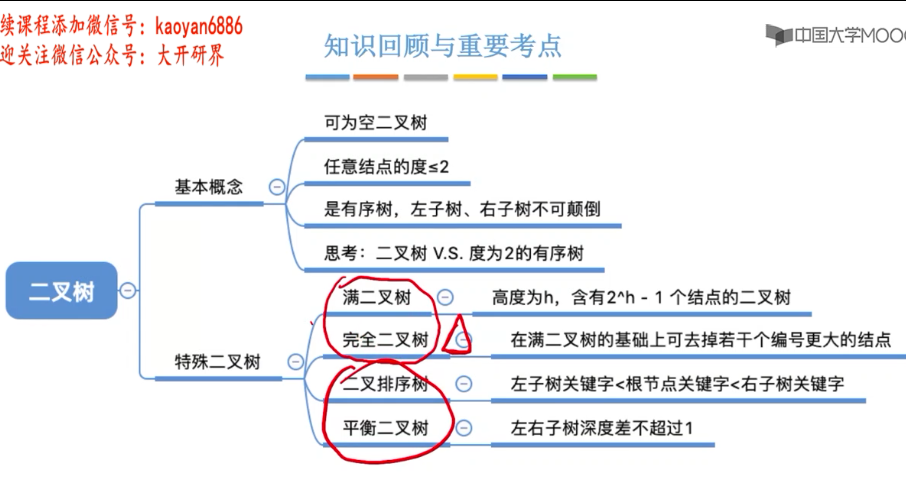 续课程添加微信号：kaoyan6886
迎关注微信公众号：大开研界
知识回顾与重要考点
中国大学MOOC
可为空二叉树
任意结点的度≤2
基本概念
是有序树，左子树、右子树不可颠倒
思考：二叉树 V.S. 度为2的有序树
二叉树
满二叉树
高度为h，含有2^h - 1 个结点的二叉树
完全二叉树
在满二叉树的基础上可去掉若干个编号更大的结点
特殊二叉树
二叉排序树
左子树关键字<根节点关键字<右子树关键字
平衡二叉树
左右子树深度差不超过1